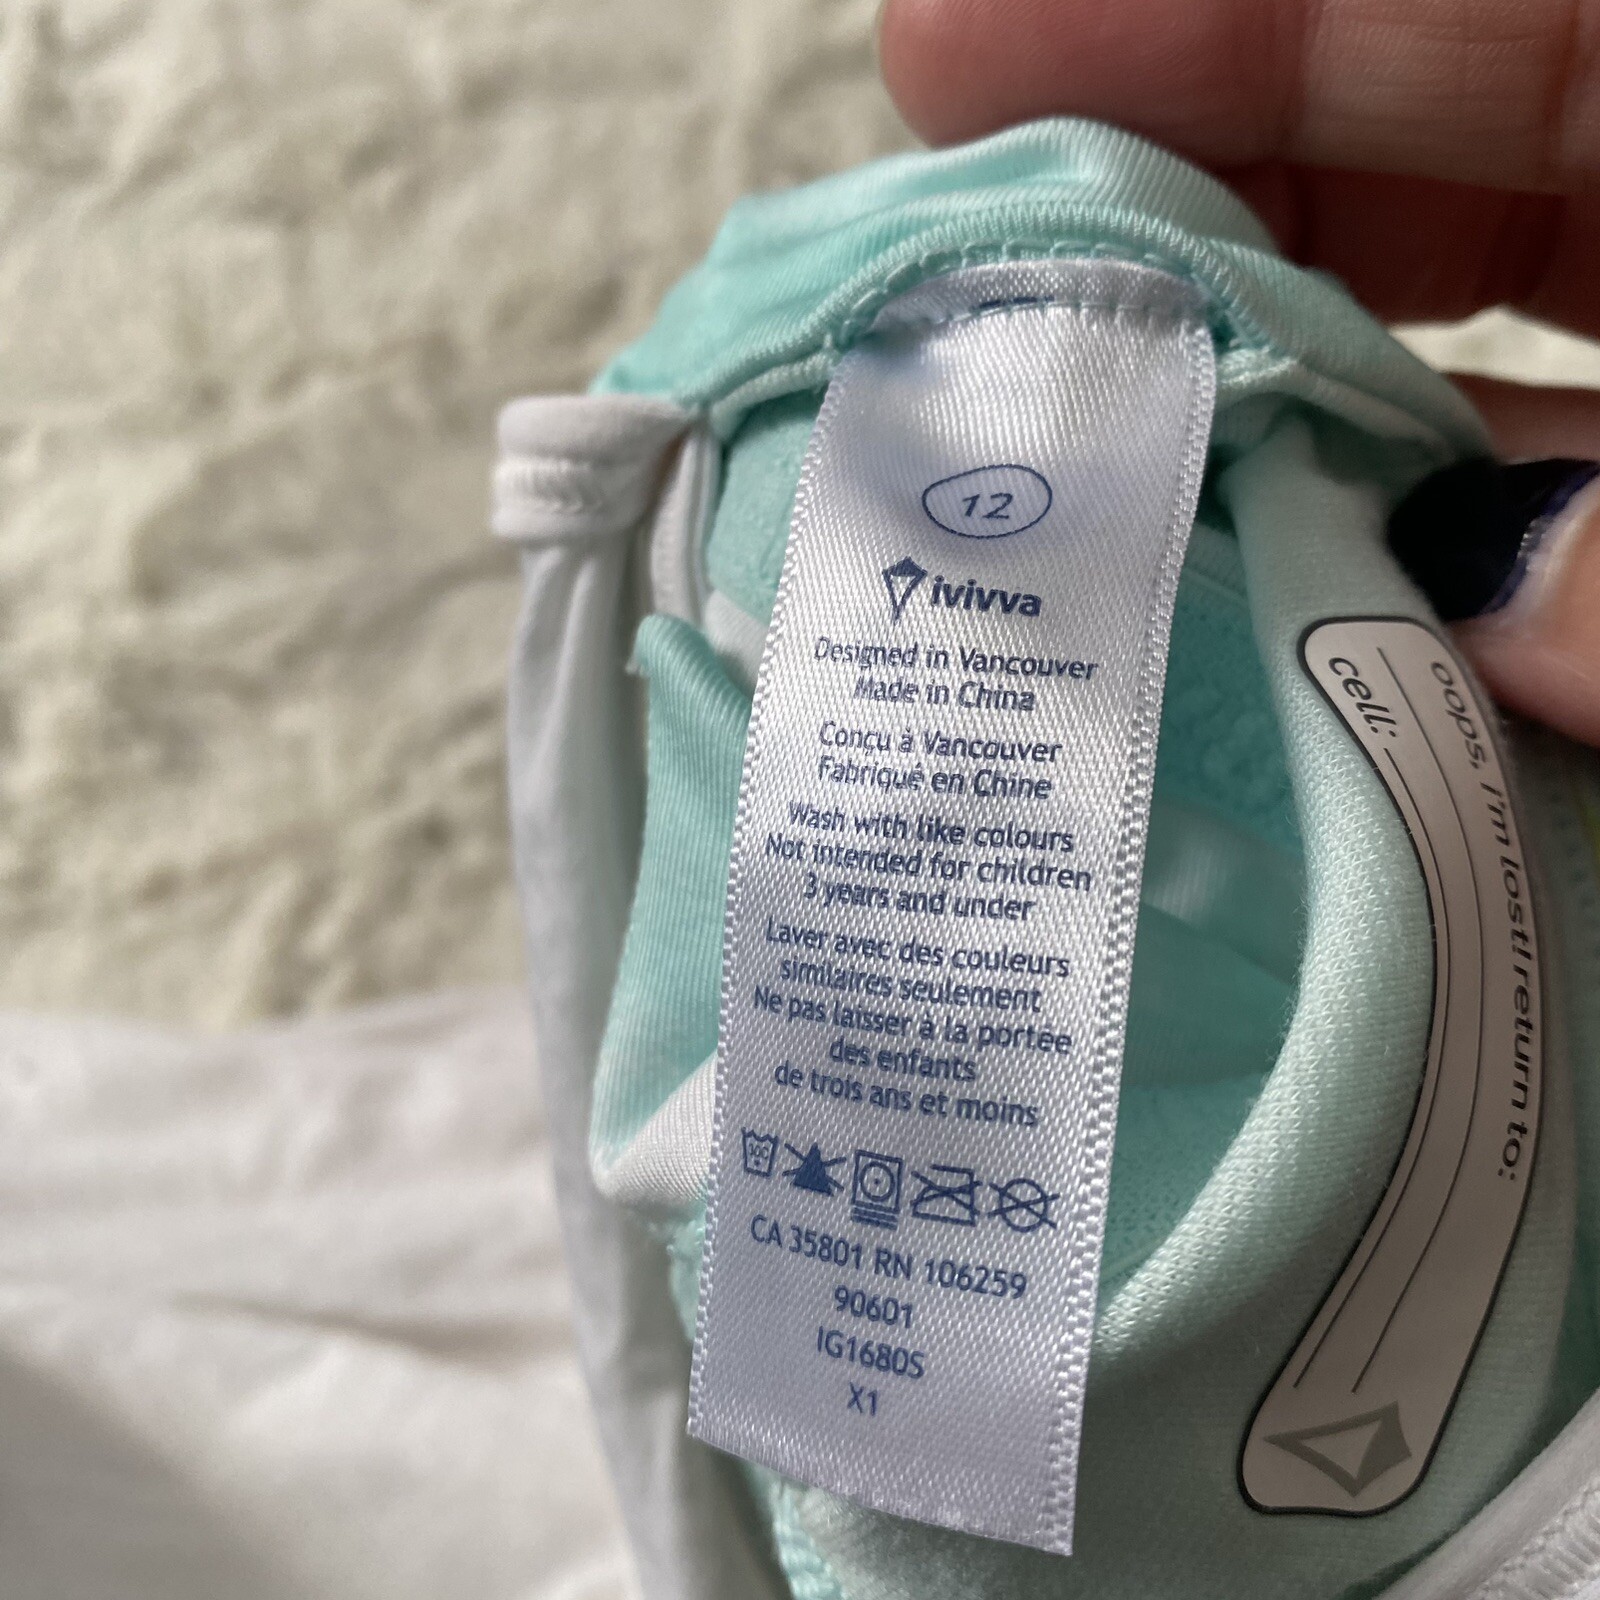 12
ivivva
Designed in Vancouver
Made in China
Conçu à Vancouver
Fabriqué en Chine
Wash with like colours
Not intended for children
3 years and under
Laver avec des couleurs
similaires seulement
Ne pas laisser à la portée
des enfants
de trois ans et moins
30C
CA 35801 RN 106259
90601
IG1680S
X1
oops, I'm lost! return to:
cell: